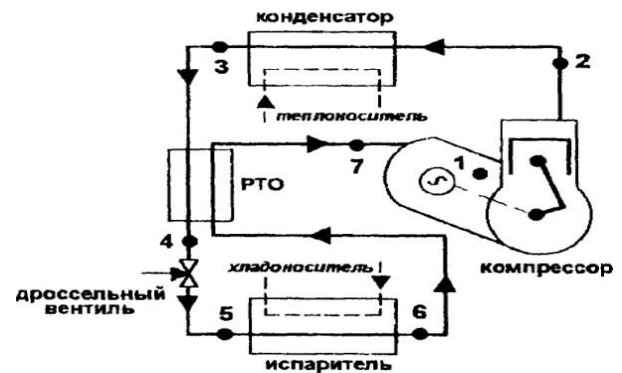 конденсатор
3
2
теплоноситель
7
1
РТО
4
хладоноситель
компрессор
дроссельный
вентиль
5
6
испаритель